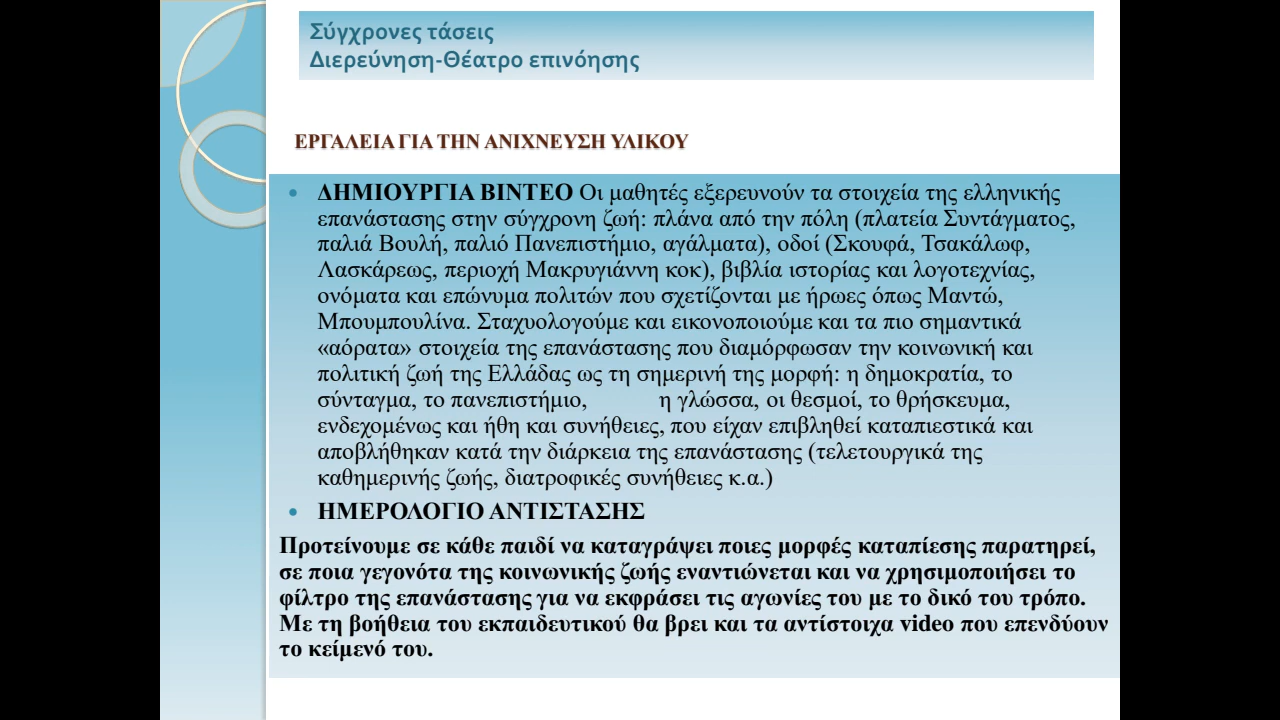 Σύγχρονες τάσεις
Διερεύνηση-Θέατρο επινόησης
ΕΡΓΑΛΕΙΑ ΓΙΑ ΤΗΝ ΑΝΙΧΝΕΥΣΗ ΥΛΙΚΟΥ
• ΔΗΜΙΟΥΡΓΙΑ ΒΙΝΤΕΟ Οι μαθητές εξερευνούν τα στοιχεία της ελληνικής
επανάστασης στην σύγχρονη ζωή: πλάνα από την πόλη (πλατεία Συντάγματος,
παλιά Βουλή, παλιό Πανεπιστήμιο, αγάλματα), οδοί (Σκουφά, Τσακάλωφ,
Λασκάρεως, περιοχή Μακρυγιάννη κοκ), βιβλία ιστορίας και λογοτεχνίας,
ονόματα και επώνυμα πολιτών που σχετίζονται με ήρωες όπως Μαντώ,
Μπουμπουλίνα. Σταχυολογούμε και εικονοποιούμε και τα πιο σημαντικά
«αόρατα» στοιχεία της επανάστασης που διαμόρφωσαν την κοινωνική και
πολιτική ζωή της Ελλάδας ως τη σημερινή της μορφή: η δημοκρατία, το
σύνταγμα, το πανεπιστήμιο, η γλώσσα, οι θεσμοί, το θρήσκευμα,
ενδεχομένως και ήθη και συνήθειες, που είχαν επιβληθεί καταπιεστικά και
αποβλήθηκαν κατά την διάρκεια της επανάστασης (τελετουργικά της
καθημερινής ζωής, διατροφικές συνήθειες κ.α.)
• ΗΜΕΡΟΛΟΓΙΟ ΑΝΤΙΣΤΑΣΗΣ
Προτείνουμε σε κάθε παιδί να καταγράψει ποιες μορφές καταπίεσης παρατηρεί,
σε ποια γεγονότα της κοινωνικής ζωής εναντιώνεται και να χρησιμοποιήσει το
φίλτρο της επανάστασης για να εκφράσει τις αγωνίες του με το δικό του τρόπο.
Με τη βοήθεια του εκπαιδευτικού θα βρει και τα αντίστοιχα video που επενδύουν
το κείμενό του.